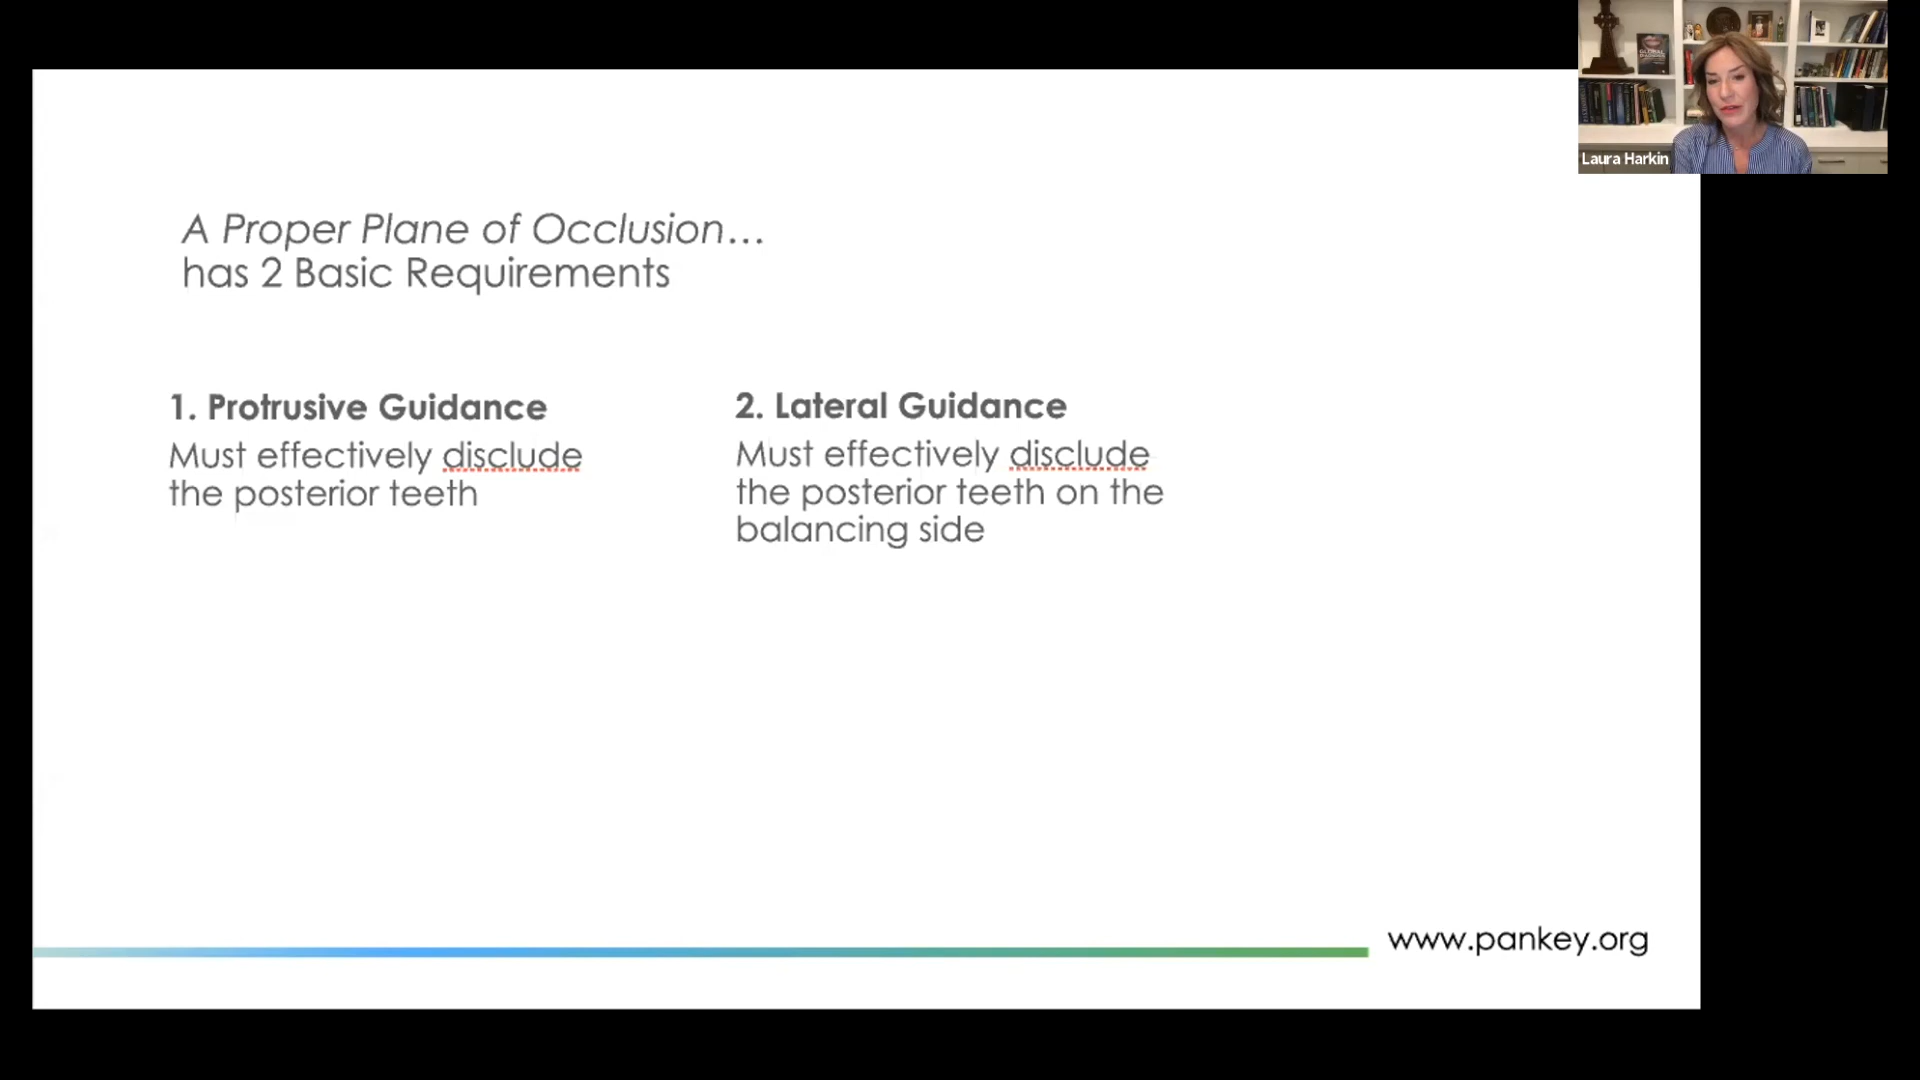 Laura Harkin
A Proper Plane of Occlusion…
has 2 Basic Requirements
1. Protrusive Guidance
Must effectively disclude
the posterior teeth
2. Lateral Guidance
Must effectively disclude
the posterior teeth on the
balancing side
www.pankey.org